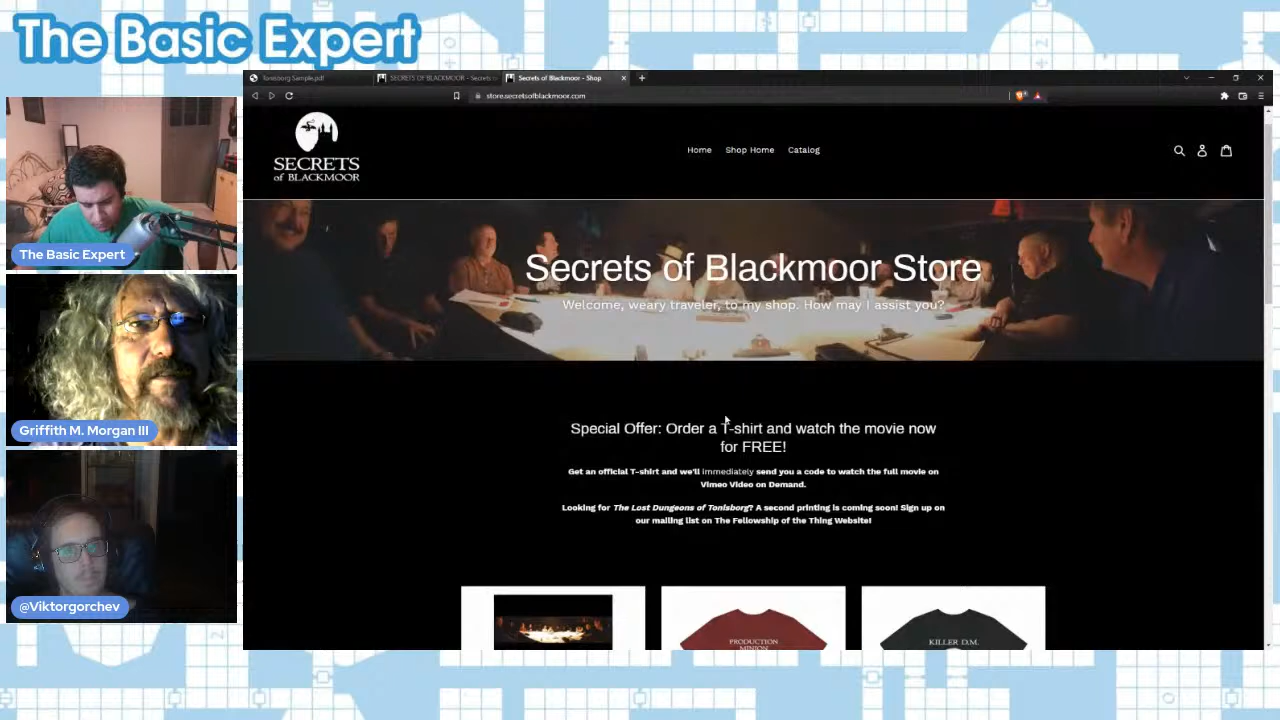 The Basic Expert
Tonisborg Sample.pdf
SECRETS OF BLACKMOOR - Secrets
Secrets of Blackmoor - Shop
store.secretsofblackmoor.com
SECRETS
of BLACKMOOR
Home
Shop Home
Catalog
Secrets of Blackmoor Store
Welcome, weary traveler, to my shop. How may I assist you?
The Basic Expert
Griffith M. Morgan III
@Viktorgorchev
Special Offer: Order a T-shirt and watch the movie now
for FREE!
Get an official T-shirt and we'll immediately send you a code to watch the full movie on
Vimeo Video on Demand.
Looking for The Lost Dungeons of Tonisborg? A second printing is coming soon! Sign up on
our mailing list on The Fellowship of the Thing Website!
PRODUCTION
MINION
KILLER D.M.